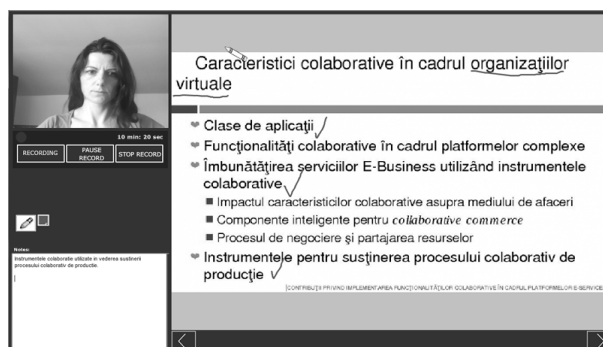 Caracteristici colaborative în cadrul organizaţiilor
virtuale
10 min: 20 sec
RECORDING
PAUSE
RECORD
STOP RECORD
Clase de aplicaţii
Funcţionalităţi colaborative în cadrul platformelor complexe
Îmbunătăţirea serviciilor E-Business utilizând instrumentele
colaborative
Impactul caracteristicilor colaborative asupra mediului de afaceri
Componente inteligente pentru collaborative commerce
Procesul de negociere şi partajarea resurselor
Instrumentele pentru susţinerea procesului colaborativ de
producţie
Notes:
Instrumentele colaborate utilizate in vederea sustinerii
procesului colaborativ de productie.
CONTRIBUŢII PRIVIND IMPLEMENTAREA FUNCŢIONALITĂŢILOR COLABORATIVE ÎN CADRUL PLATFORMELOR E-SERVICE